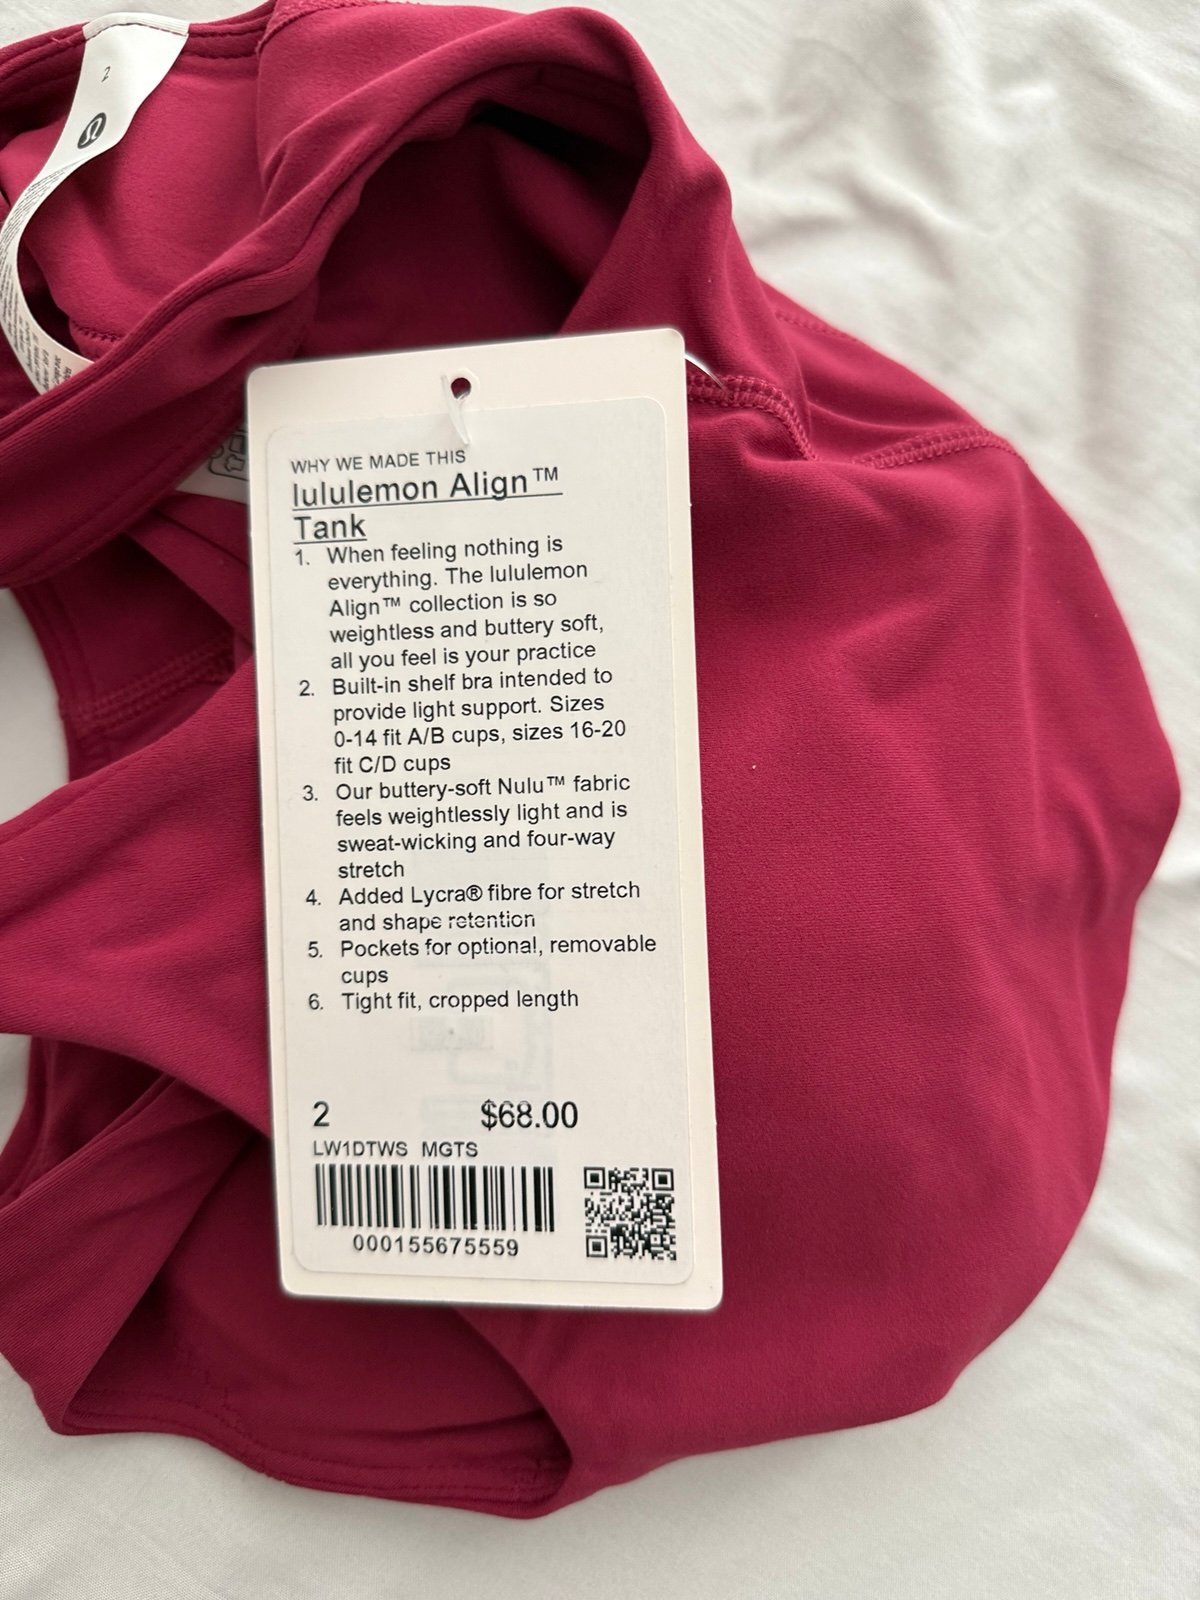 2
WHY WE MADE THIS
lululemon Align™
Tank
1. When feeling nothing is
everything. The lululemon
Align™ collection is so
weightless and buttery soft,
all you feel is your practice
2. Built-in shelf bra intended to
provide light support. Sizes
0-14 fit A/B cups, sizes 16-20
fit C/D cups
3. Our buttery-soft Nulu™ fabric
feels weightlessly light and is
sweat-wicking and four-way
stretch
4. Added Lycra® fibre for stretch
and shape retention
5. Pockets for optional, removable
cups
6. Tight fit, cropped length
2 $68.00
LW1DTWS MGTS
000155675559